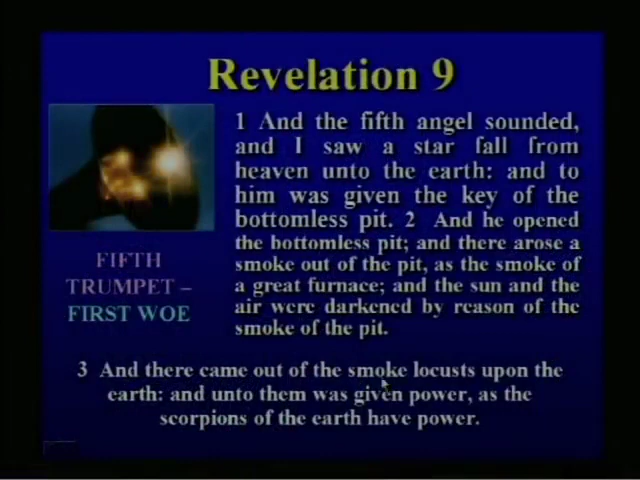 Revelation 9
1 And the fifth angel sounded,
and I saw a star fall from
heaven unto the earth: and to
him was given the key of the
bottomless pit. 2 And he opened
the bottomless pit; and there arose a
smoke out of the pit, as the smoke of
a great furnace; and the sun and the
air were darkened by reason of the
smoke of the pit.
FIFTH
TRUMPET –
FIRST WOE
3 And there came out of the smoke locusts upon the
earth: and unto them was given power, as the
scorpions of the earth have power.